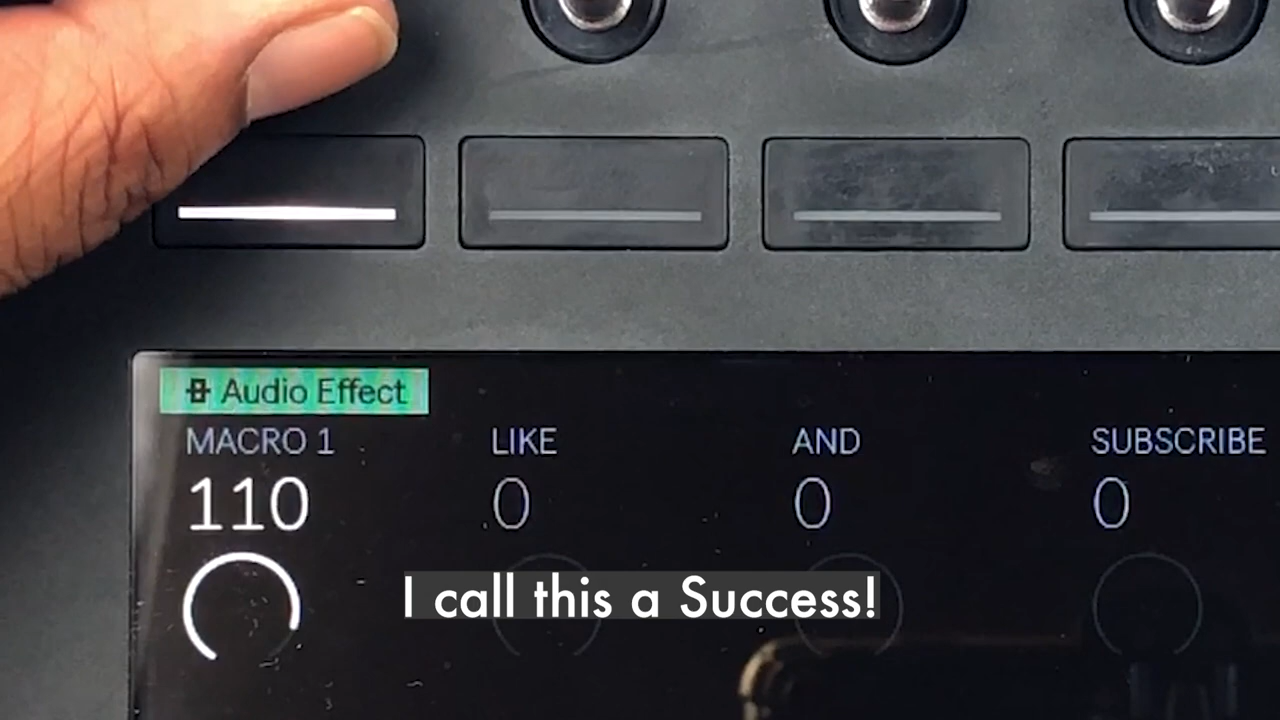 Audio Effect
MACRO 1 LIKE AND SUBSCRIBE
110 0 0 0
I call this a Success!